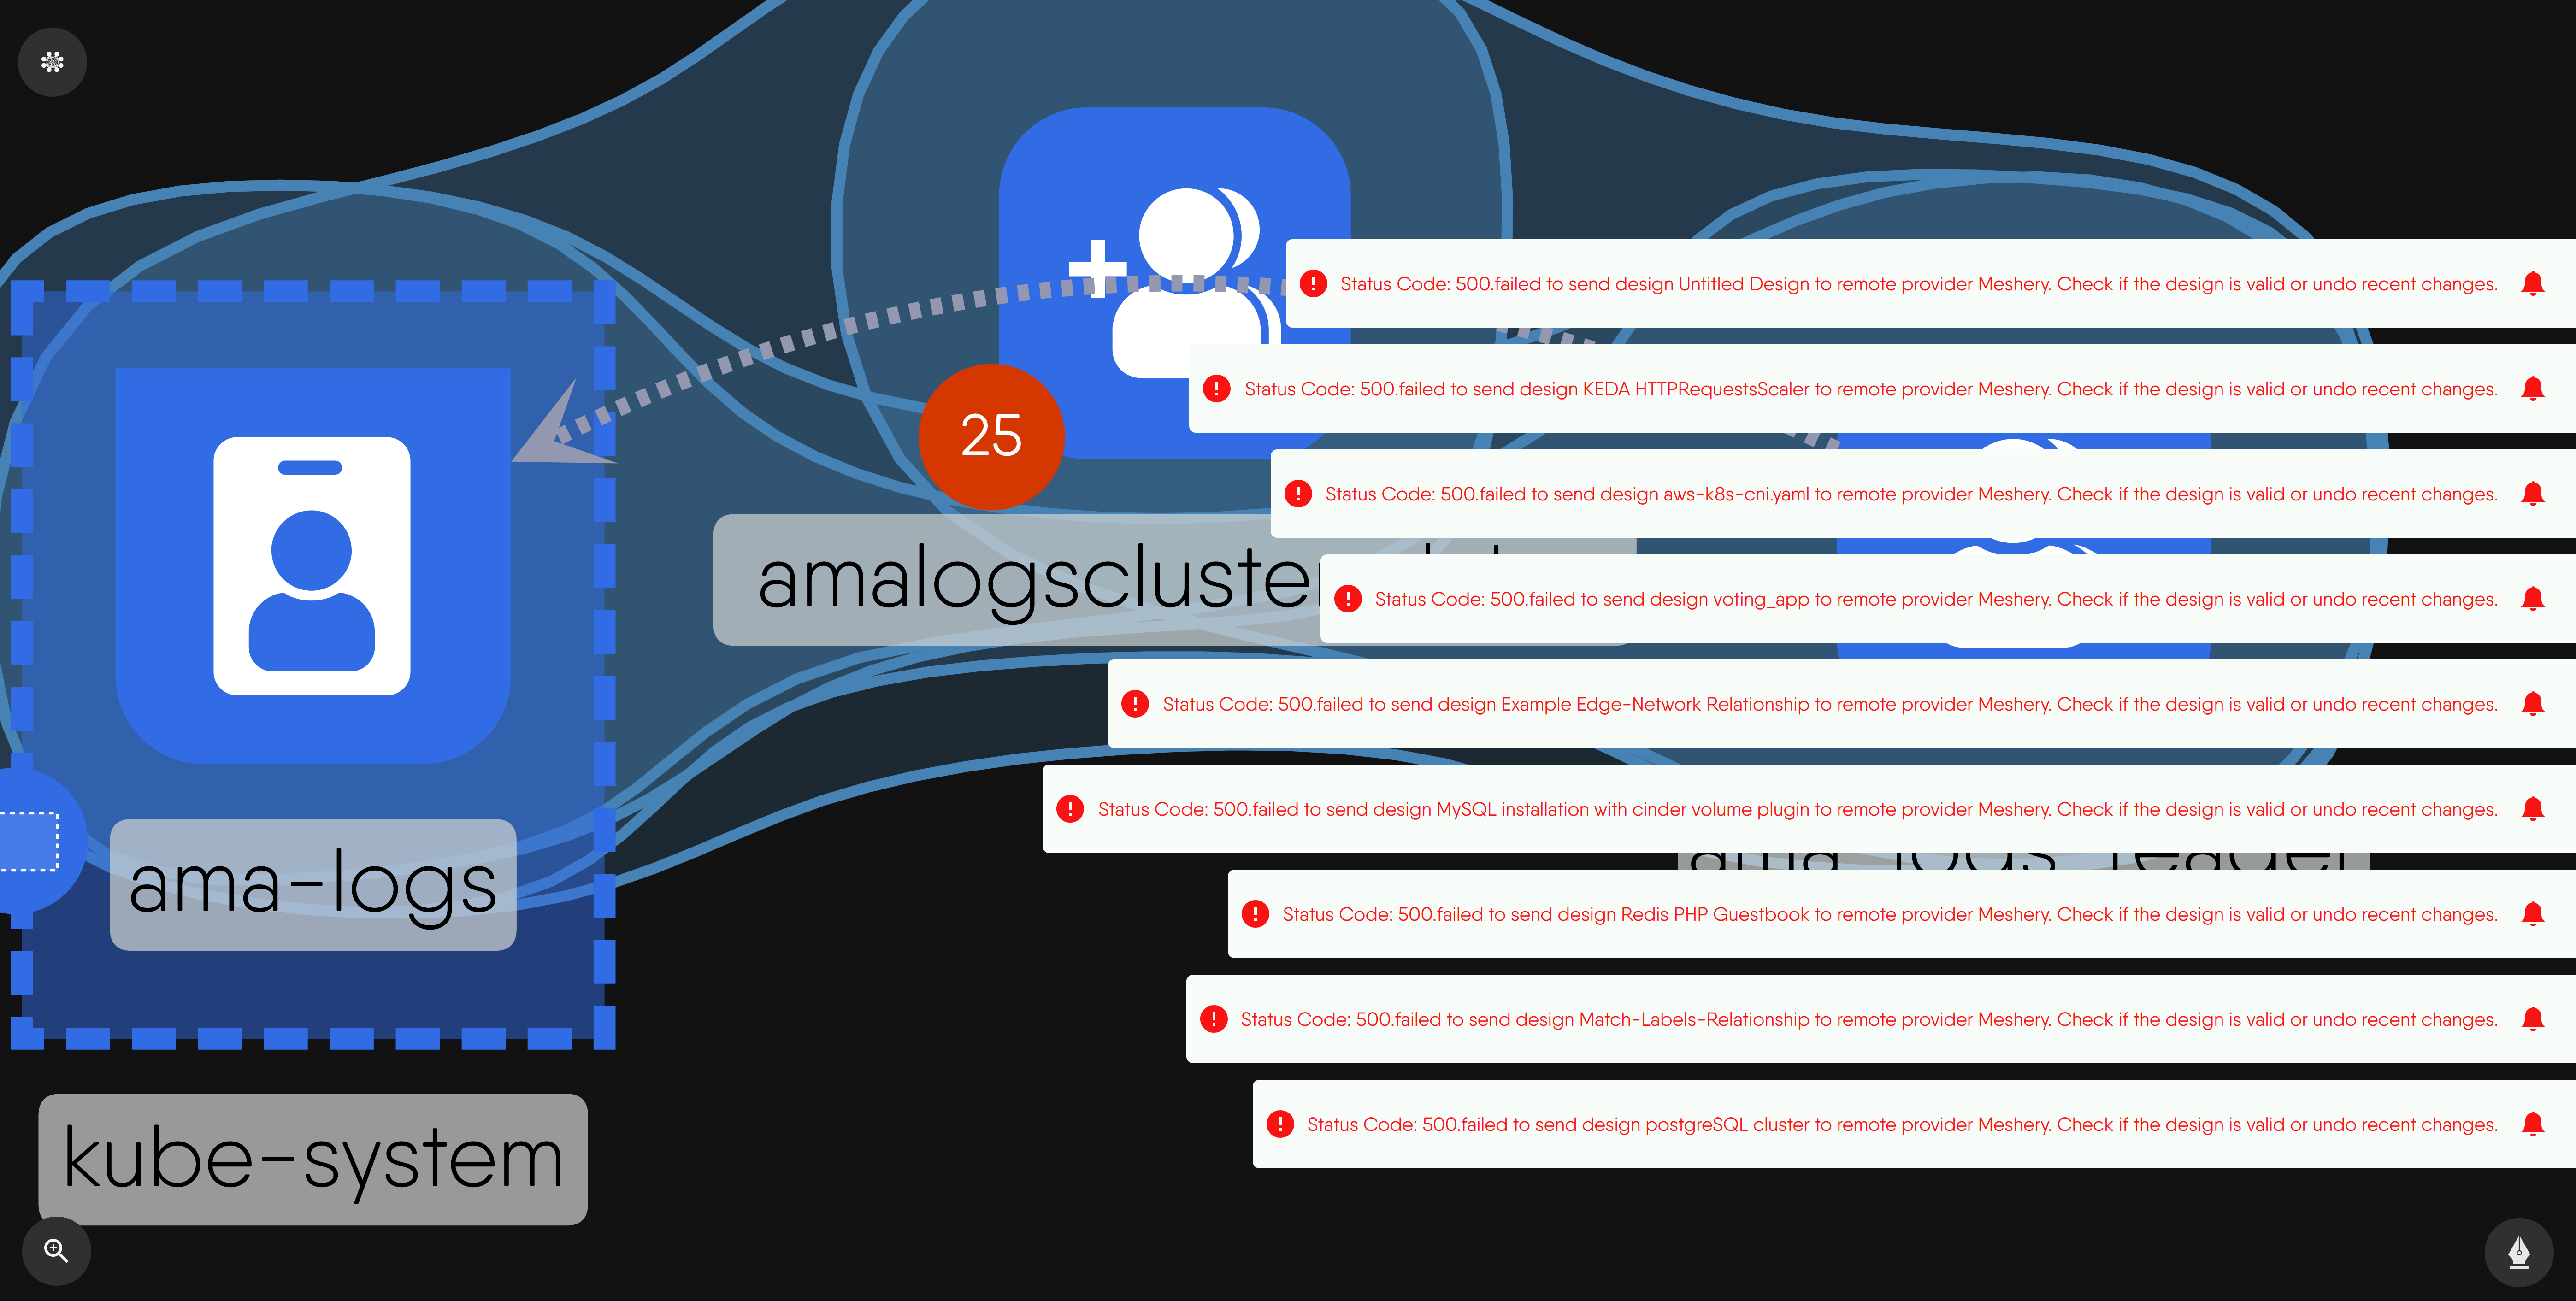 Status Code: 500.failed to send design Untitled Design to remote provider Meshery. Check if the design is valid or undo recent changes.
Status Code: 500.failed to send design KEDA HTTPRequestsScaler to remote provider Meshery. Check if the design is valid or undo recent changes.
25
Status Code: 500.failed to send design aws-k8s-cni.yaml to remote provider Meshery. Check if the design is valid or undo recent changes.
Status Code: 500.failed to send design voting_app to remote provider Meshery. Check if the design is valid or undo recent changes.
Status Code: 500.failed to send design Example Edge-Network Relationship to remote provider Meshery. Check if the design is valid or undo recent changes.
Status Code: 500.failed to send design MySQL installation with cinder volume plugin to remote provider Meshery. Check if the design is valid or undo recent changes.
ama-logs-reader
ama-logs
Status Code: 500.failed to send design Redis PHP Guestbook to remote provider Meshery. Check if the design is valid or undo recent changes.
Status Code: 500.failed to send design Match-Labels-Relationship to remote provider Meshery. Check if the design is valid or undo recent changes.
Status Code: 500.failed to send design postgreSQL cluster to remote provider Meshery. Check if the design is valid or undo recent changes.
kube-system